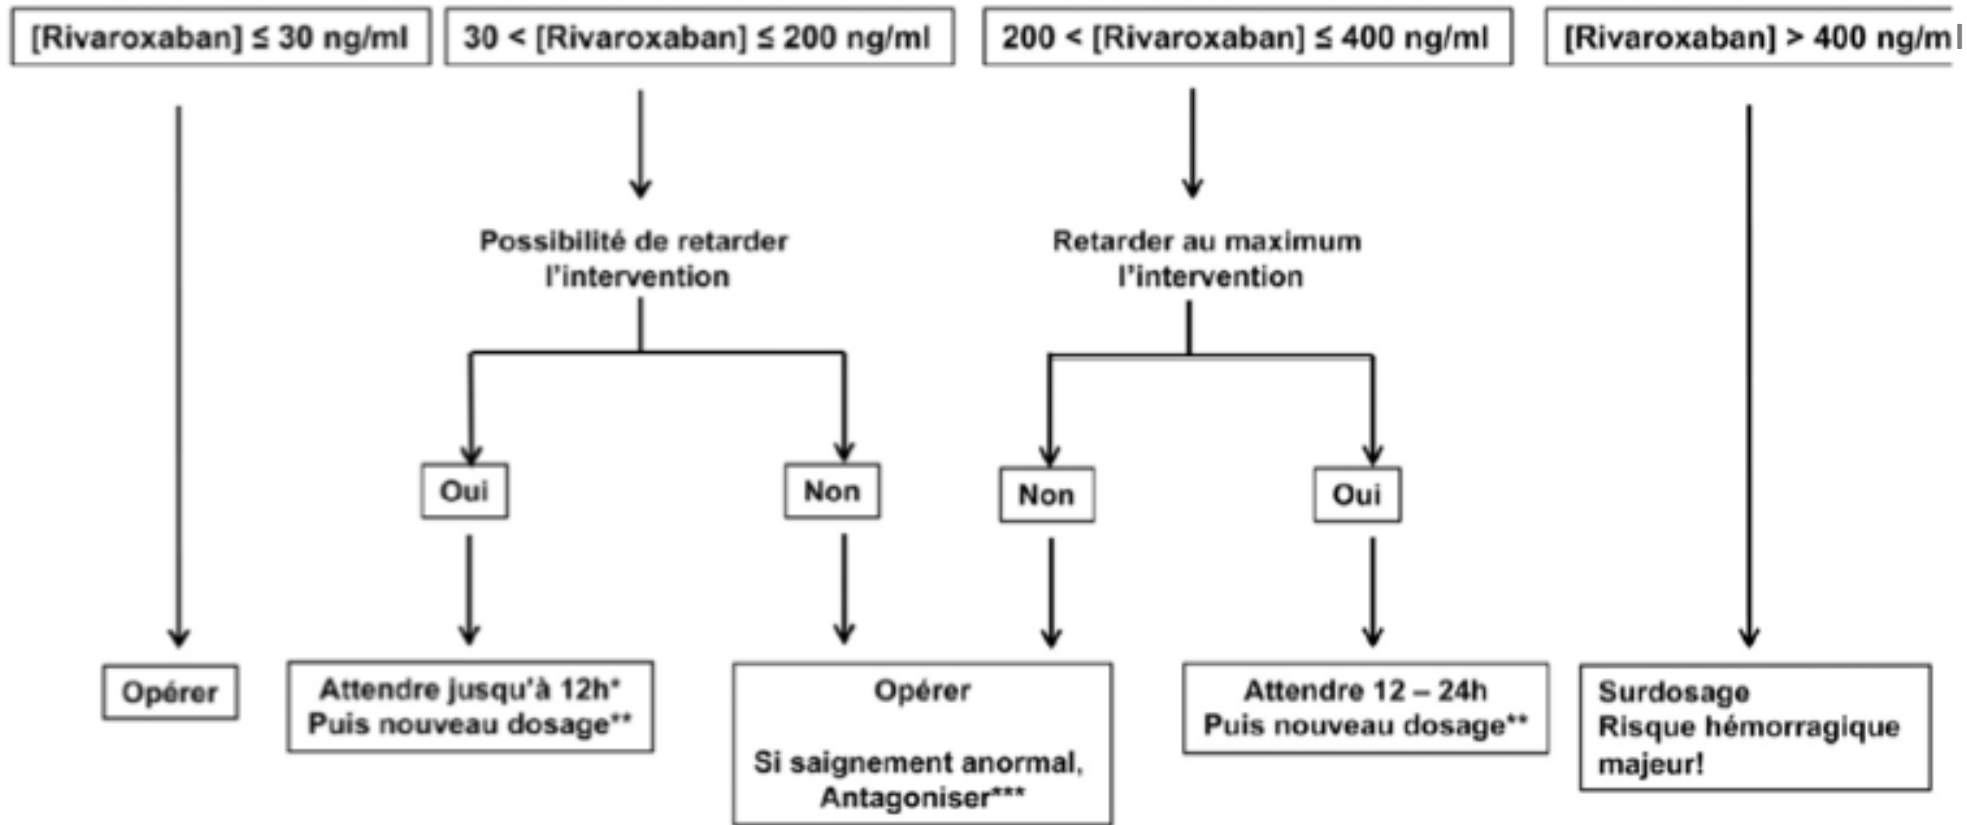 [Rivaroxaban] ≤ 30 ng/ml
30 < [Rivaroxaban] ≤ 200 ng/ml
200 < [Rivaroxaban] ≤ 400 ng/ml
[Rivaroxaban] > 400 ng/ml
Possibilité de retarder
l'intervention
Retarder au maximum
l'intervention
Oui
Non
Non
Oui
Opérer
Attendre jusqu'à 12h*
Puis nouveau dosage**
Opérer
Si saignement anormal,
Antagoniser***
Attendre 12 – 24h
Puis nouveau dosage**
Surdosage
Risque hémorragique
majeur!